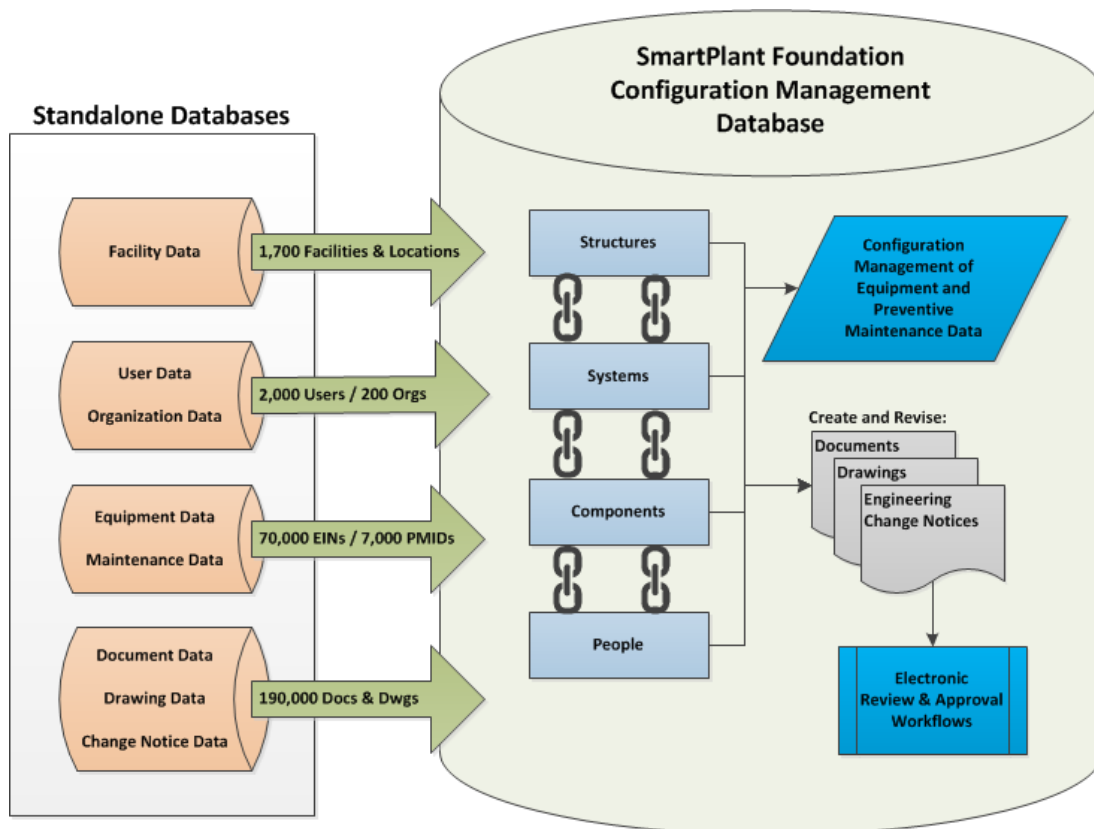 SmartPlant Foundation
Configuration Management
Database
Standalone Databases
Facility Data
1,700 Facilities & Locations
User Data
Organization Data
2,000 Users / 200 Orgs
Equipment Data
Maintenance Data
70,000 EINs / 7,000 PMIDs
Document Data
Drawing Data
Change Notice Data
190,000 Docs & Dwgs
Structures
Systems
Components
People
Configuration
Management of
Equipment and
Preventive
Maintenance Data
Create and Revise:
Documents
Drawings
Engineering
Change Notices
Electronic
Review & Approval
Workflows